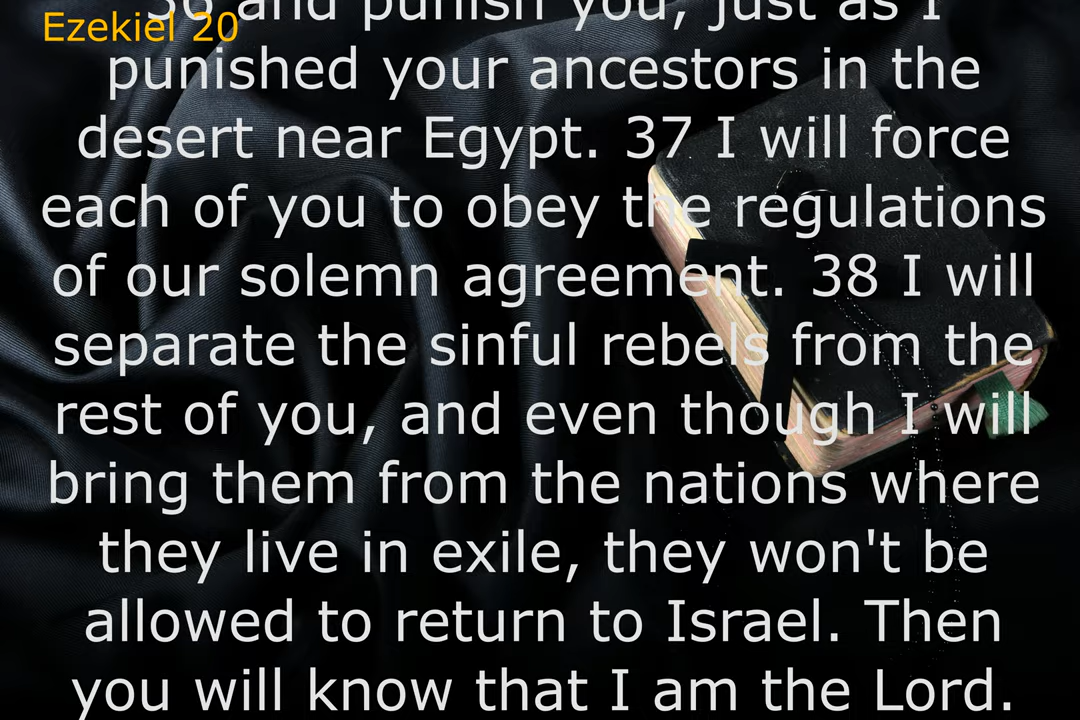 Ezekiel 20
36 and punish you, just as I
punished your ancestors in the
desert near Egypt. 37 I will force
each of you to obey the regulations
of our solemn agreement. 38 I will
separate the sinful rebels from the
rest of you, and even though I will
bring them from the nations where
they live in exile, they won't be
allowed to return to Israel. Then
you will know that I am the Lord.